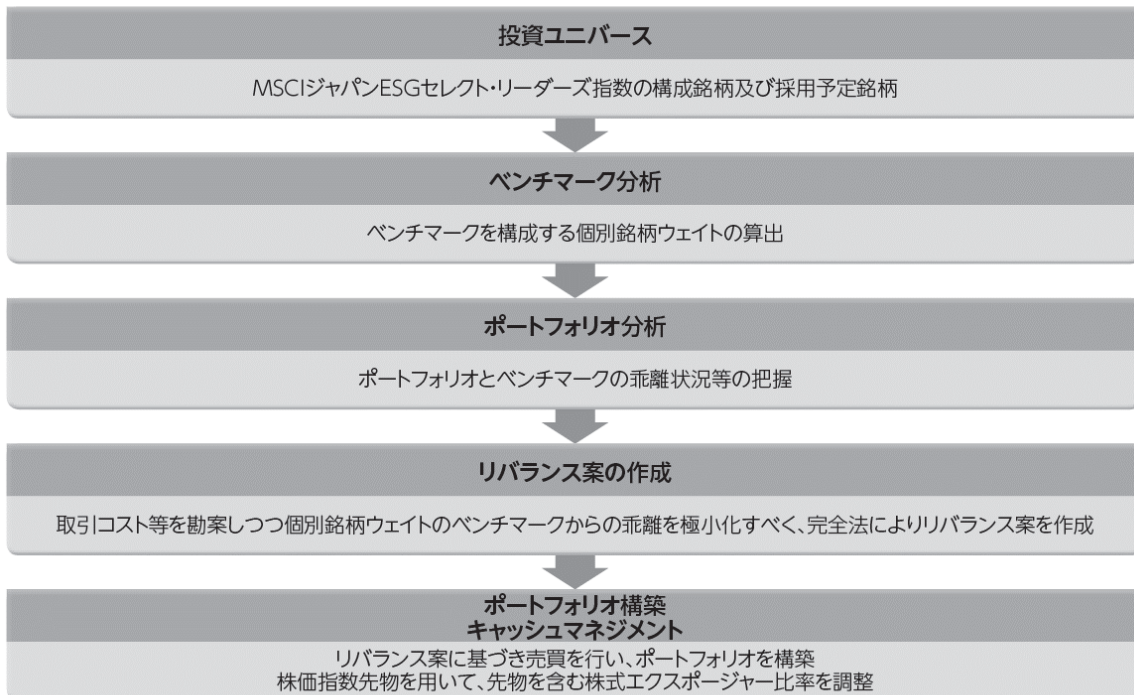 投資ユニバース
MSCIジャパンESGセレクト・リーダーズ指数の構成銘柄及び採用予定銘柄
ベンチマーク分析
ベンチマークを構成する個別銘柄ウェイトの算出
ポートフォリオ分析
ポートフォリオとベンチマークの乖離状況等の把握
リバランス案の作成
取引コスト等を勘案しつつ個別銘柄ウェイトのベンチマークからの乖離を極小化すべく、完全法によりリバランス案を作成
ポートフォリオ構築
キャッシュマネジメント
リバランス案に基づき売買を行い、ポートフォリオを構築
株価指数先物を用いて、先物を含む株式エクスポージャー比率を調整